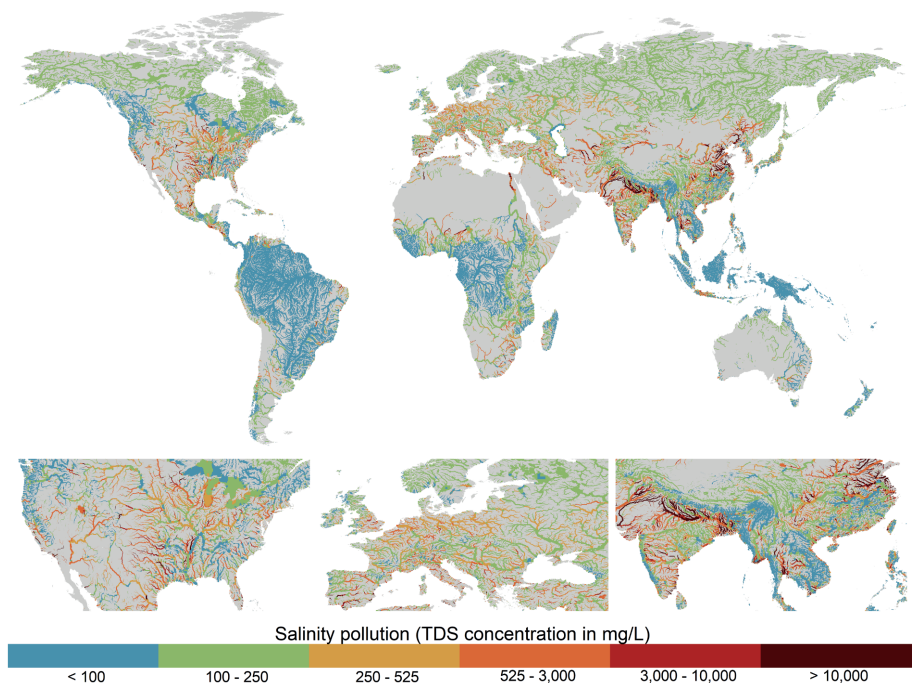 Salinity pollution (TDS concentration in mg/L)
< 100 100 - 250 250 - 525 525 - 3,000 3,000 - 10,000 > 10,000